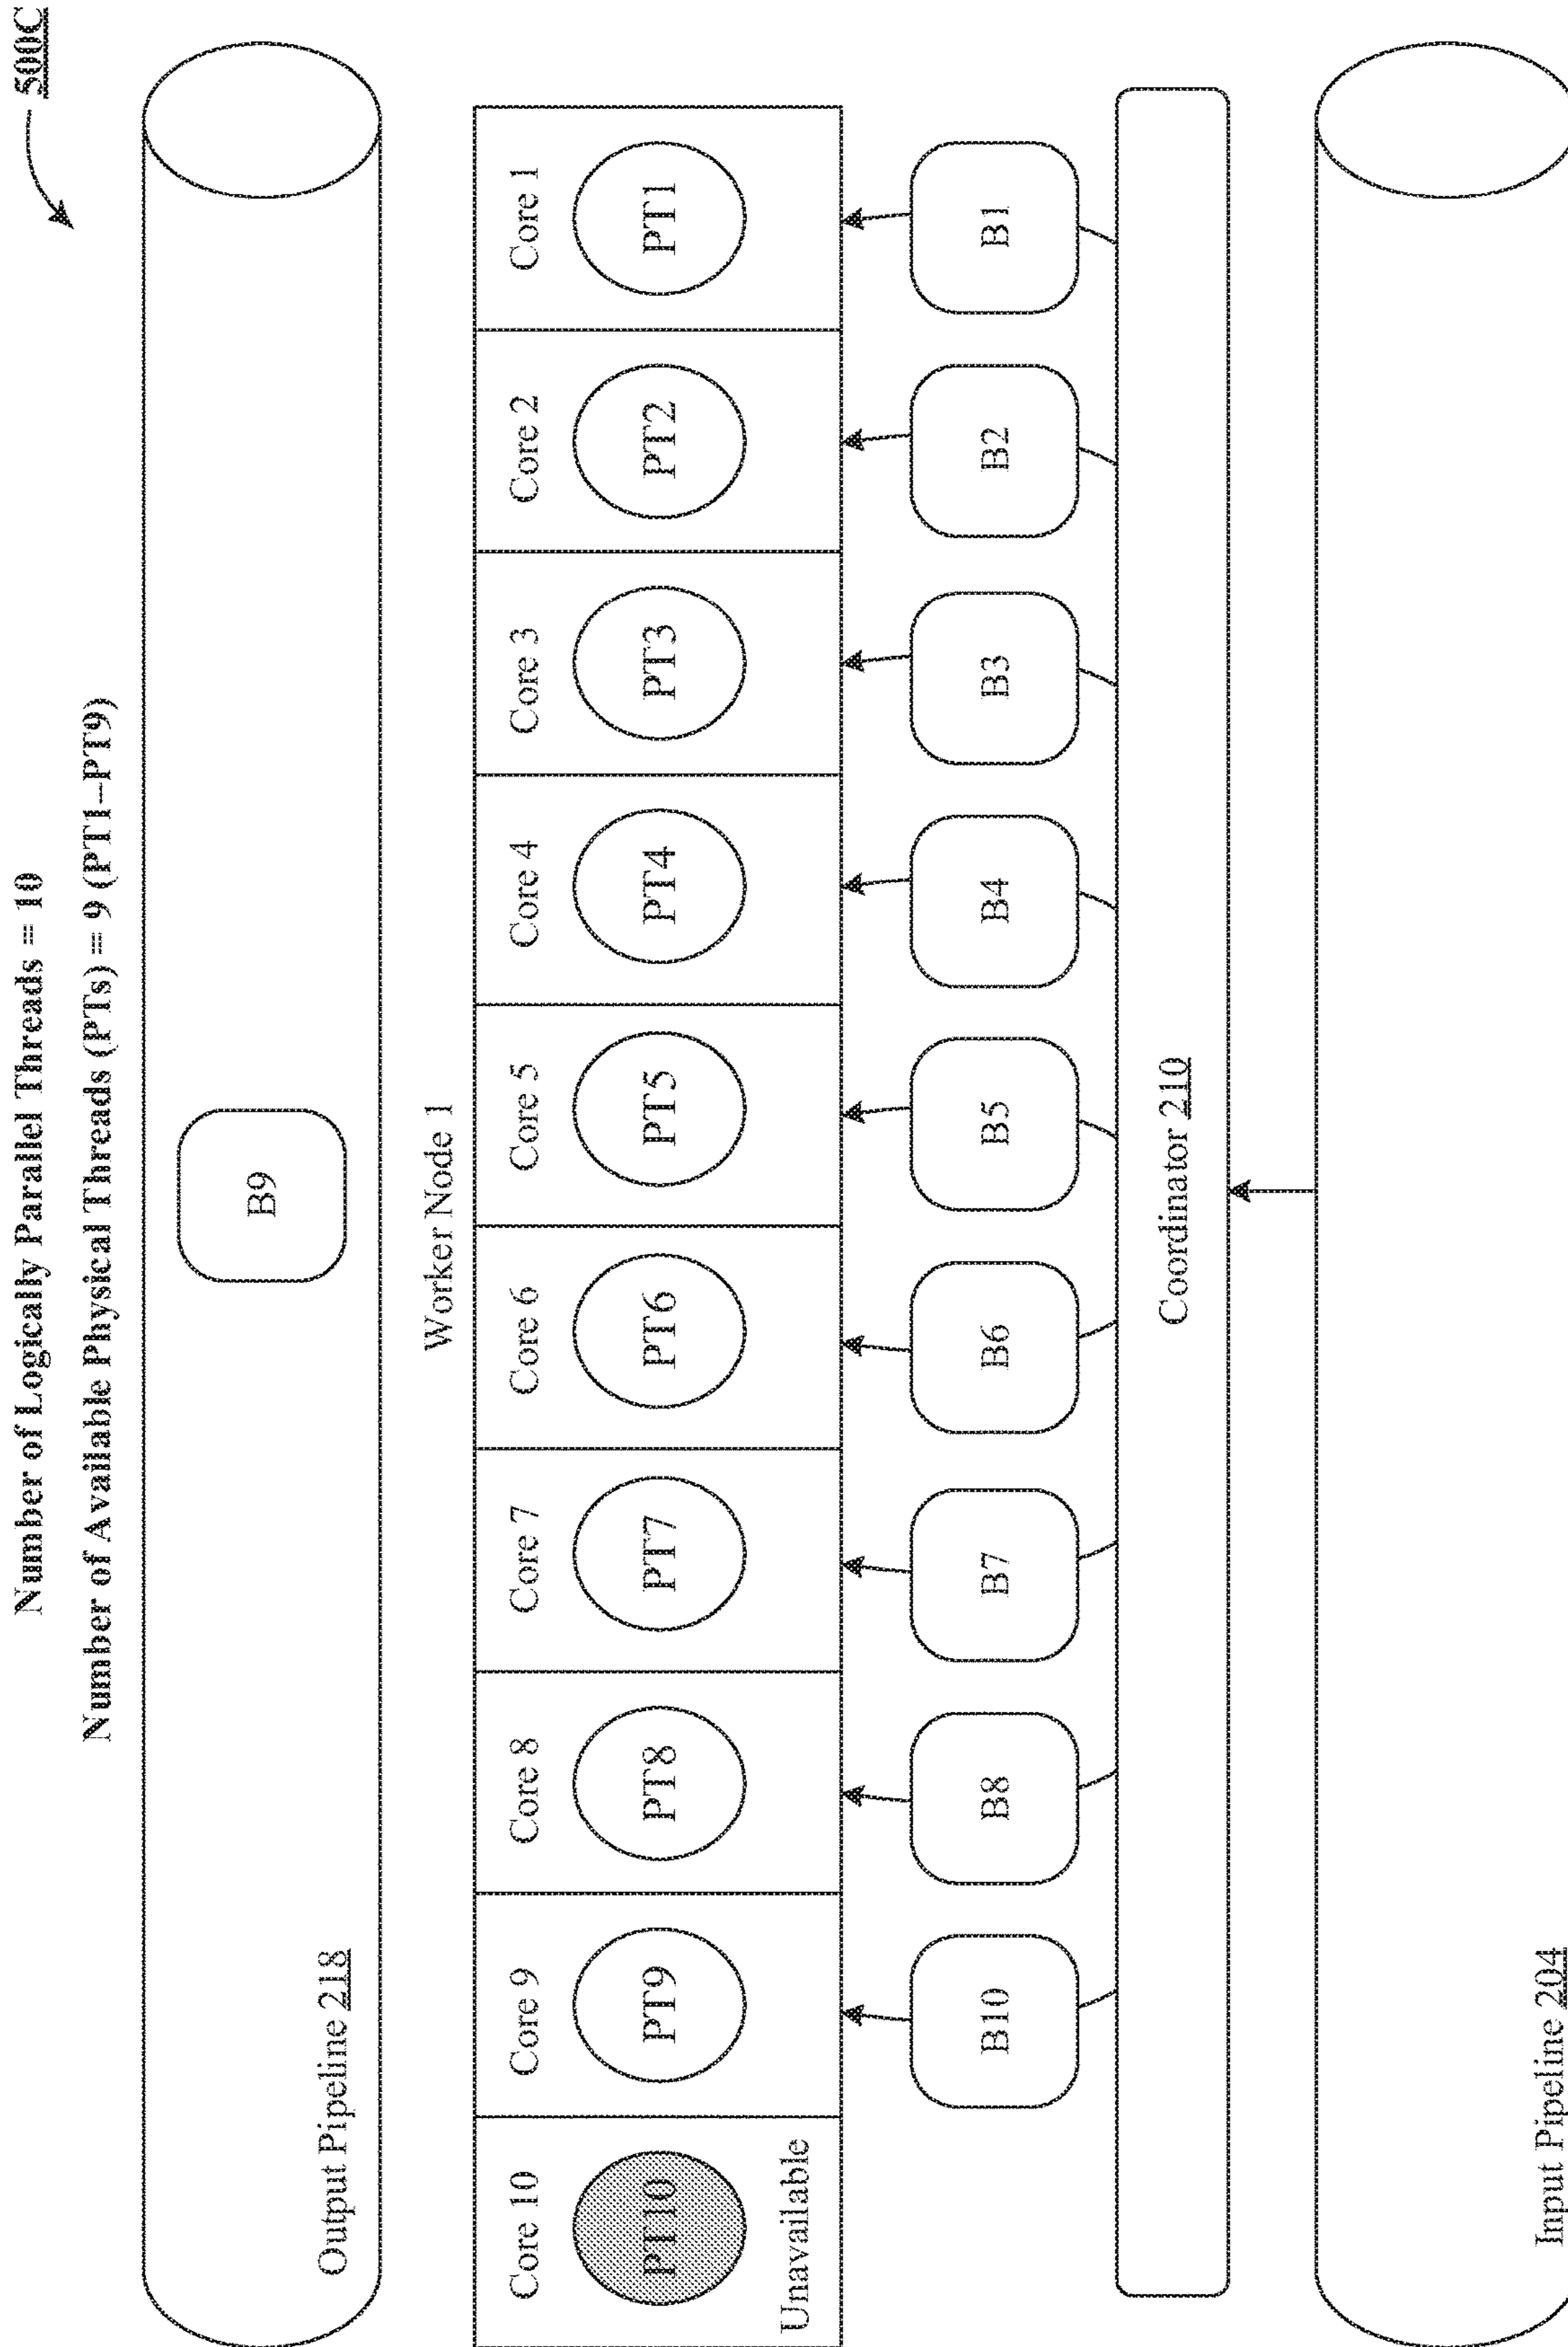 500C
Number of Logically Parallel Threads = 10
Number of Available Physical Threads (PTs) = 9 (PT1–PT9)
B9
Output Pipeline 218
Worker Node 1
Core 10 Core 9 Core 8 Core 7 Core 6 Core 5 Core 4 Core 3 Core 2 Core 1
PT10 PT9 PT8 PT7 PT6 PT5 PT4 PT3 PT2 PT1
Unavailable
B10 B8 B7 B6 B5 B4 B3 B2 B1
Coordinator 210
Input Pipeline 204